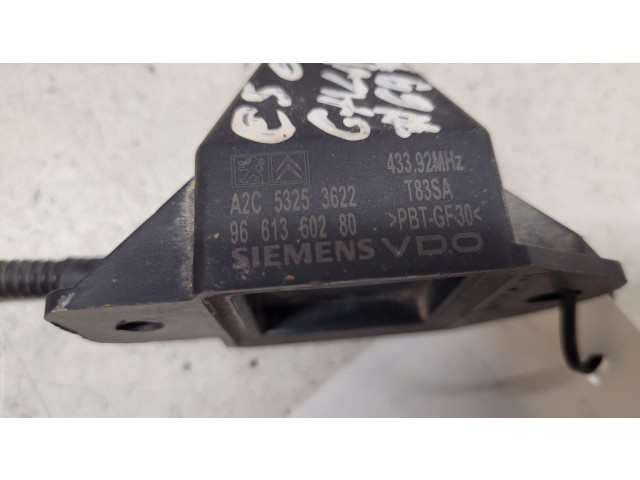 433.92MHz
A2C 5325 3622 T83SA
96 613 602 80 >PBT-GF30<
SIEMENS VDO